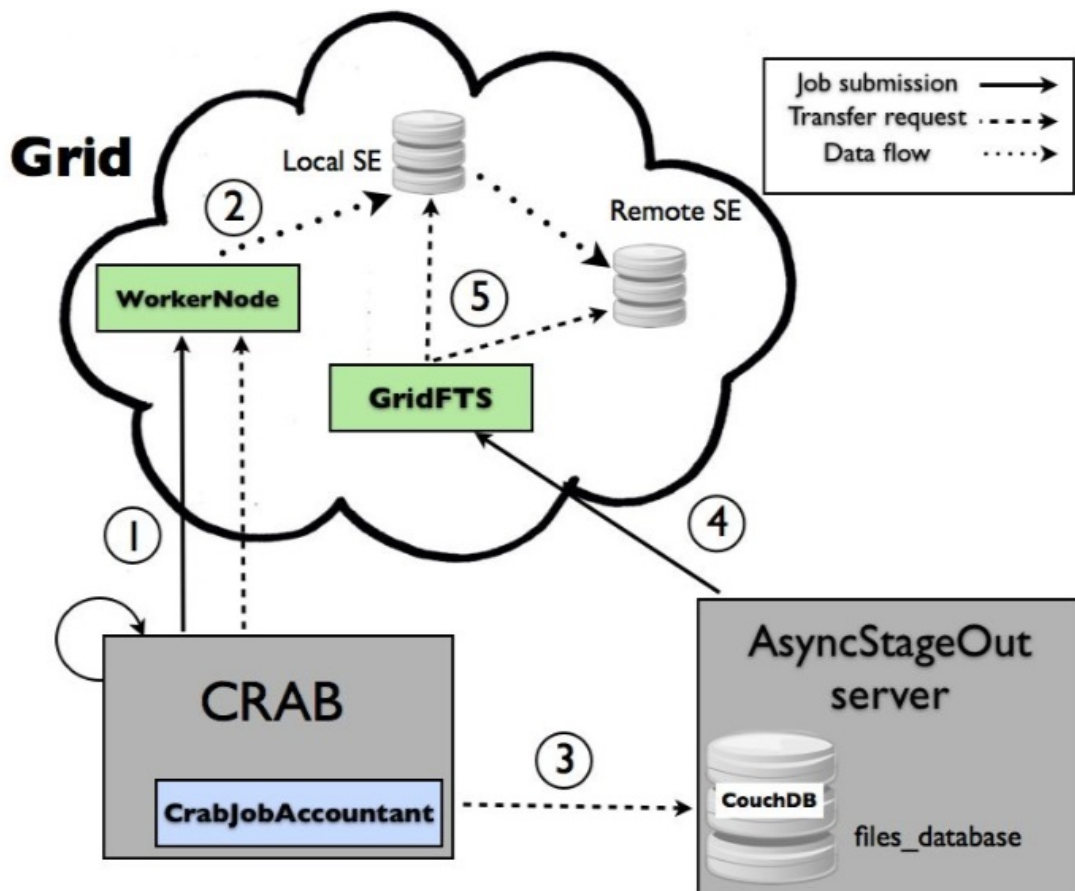 Job submission
Transfer request
Data flow
Grid
Local SE
Remote SE
2
WorkerNode
5
GridFTS
1
4
CRAB
AsyncStageOut
server
3
CrabJobAccountant
CouchDB
files_database